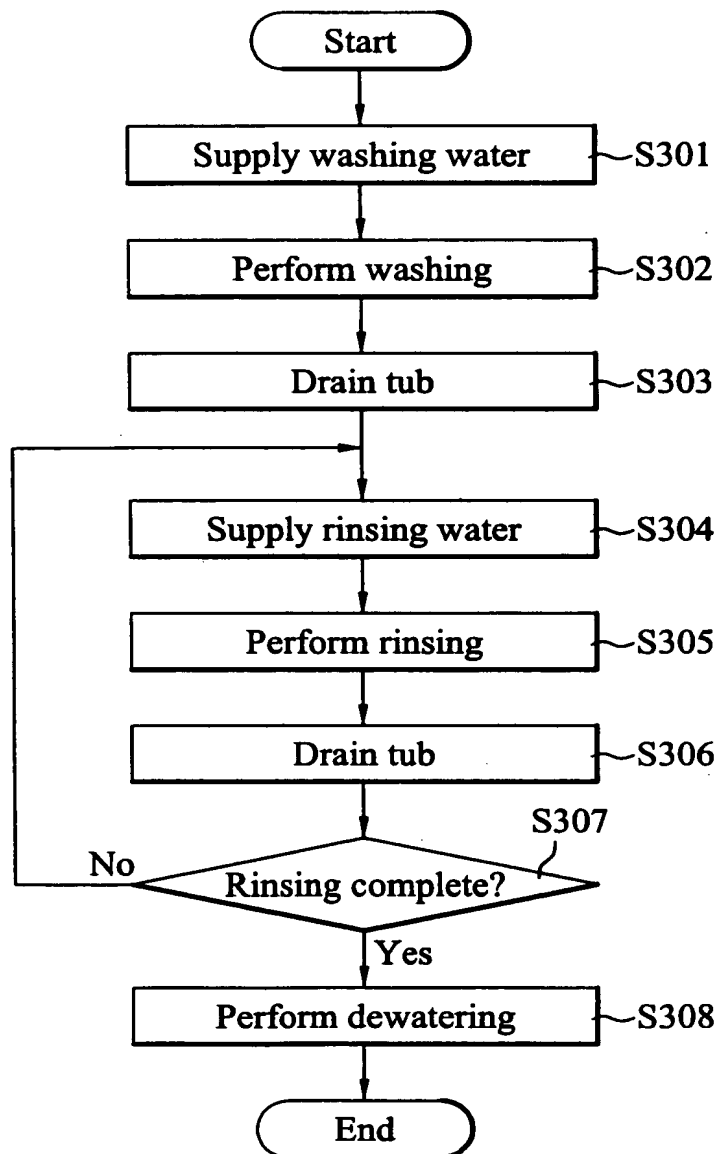 Start
Supply washing water S301
Perform washing S302
Drain tub S303
Supply rinsing water S304
Perform rinsing S305
Drain tub S306
S307
No
Rinsing complete?
Yes
Perform dewatering S308
End